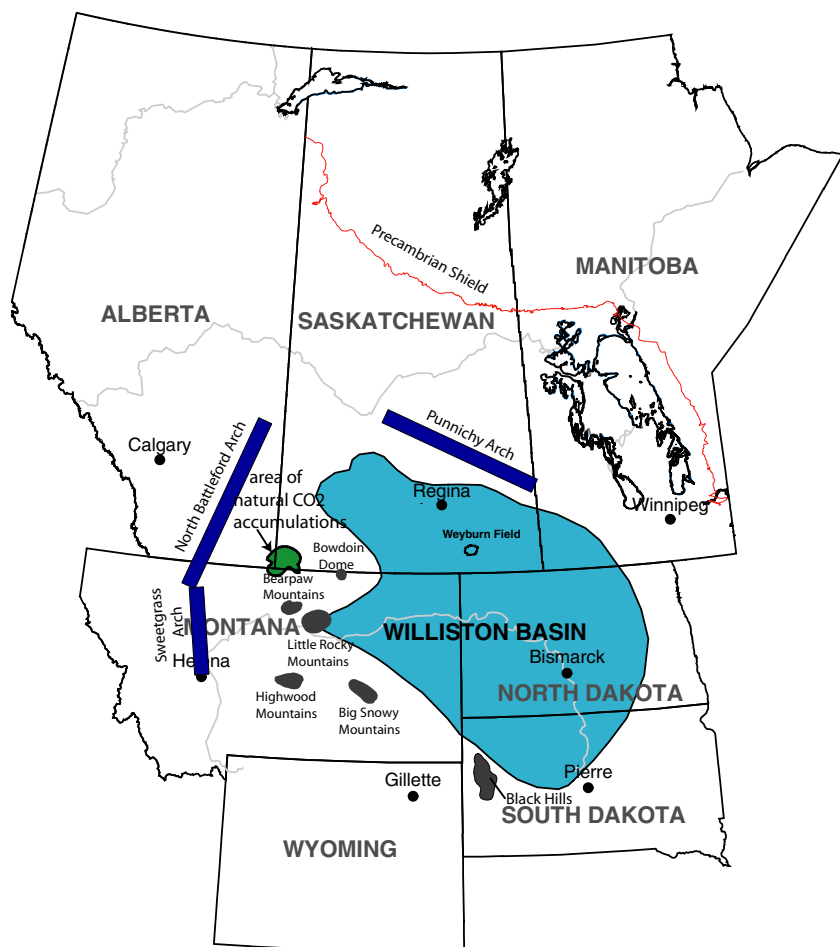 Precambrian Shield
MANITOBA
ALBERTA
SASKATCHEWAN
Calgary
North Battleford Arch
Punnichy Arch
area of
natural CO2
accumulations
Regina
Winnipeg
Weyburn Field
Bowdoin
Dome
Bearpaw
Mountains
Sweetgrass
Arch
MONTANA
WILLISTON BASIN
Little Rocky
Mountains
Helena
Bismarck
NORTH DAKOTA
Highwood
Mountains
Big Snowy
Mountains
Gillette
Pierre
Black Hills
SOUTH DAKOTA
WYOMING